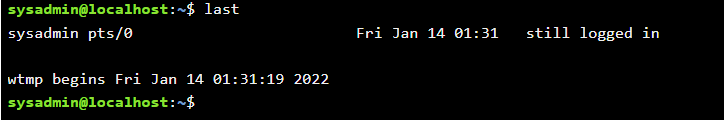 sysadmin@localhost:~$ last
sysadmin pts/0                          Fri Jan 14 01:31   still logged in
wtmp begins Fri Jan 14 01:31:19 2022
sysadmin@localhost:~$